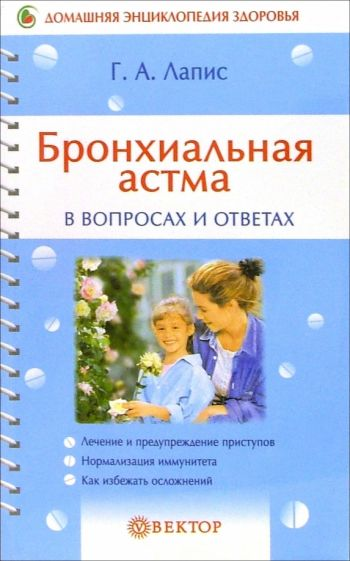 ДОМАШНЯЯ ЭНЦИКЛОПЕДИЯ ЗДОРОВЬЯ
Г. А. Лапис
Бронхиальная
астма
В ВОПРОСАХ И ОТВЕТАХ
Лечение и предупреждение приступов
Нормализация иммунитета
Как избежать осложнений
ВЕКТОР